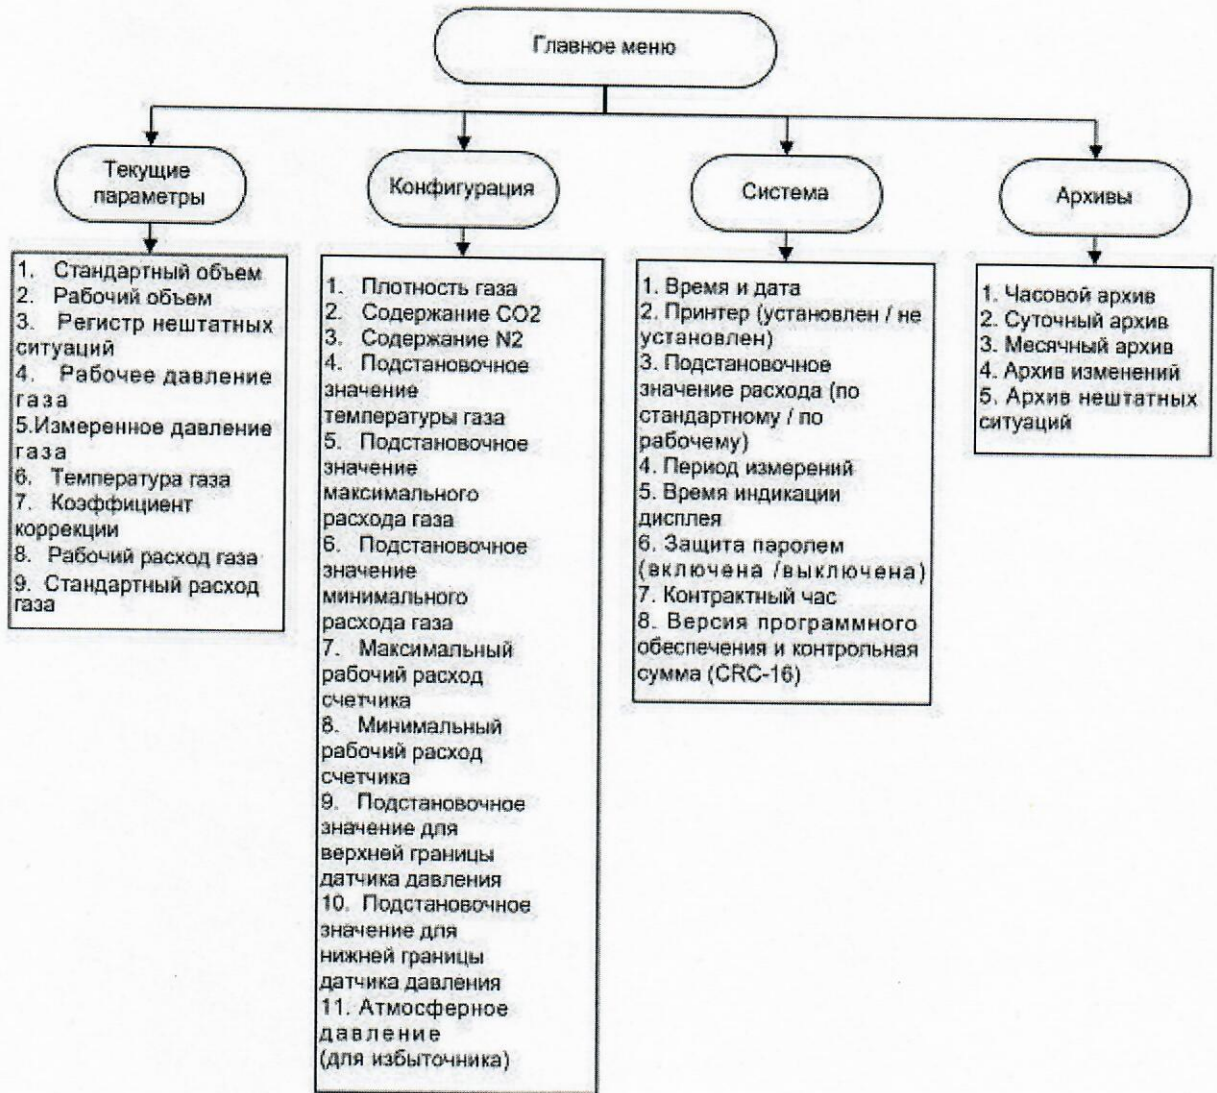 Главное меню
Текущие
параметры
Конфигурация
Система
Архивы
1. Стандартный объем
2. Рабочий объем
3. Регистр нештатных
ситуаций
4. Рабочее давление
газа
5.Измеренное давление
газа
6. Температура газа
7. Коэффициент
коррекции
8. Рабочий расход газа
9. Стандартный расход
газа
1. Плотность газа
2. Содержание CO2
3. Содержание N2
4. Подстановочное
значение
температуры газа
5. Подстановочное
значение
максимального
расхода газа
6. Подстановочное
значение
минимального
расхода газа
7. Максимальный
рабочий расход
счетчика
8. Минимальный
рабочий расход
счетчика
9. Подстановочное
значение для
верхней границы
датчика давления
10. Подстановочное
значение для
нижней границы
датчика давления
11. Атмосферное
давление
(для избыточника)
1. Время и дата
2. Принтер (установлен / не
установлен)
3. Подстановочное
значение расхода (по
стандартному / по
рабочему)
4. Период измерений
5. Время индикации
дисплея
6. Защита паролем
(включена /выключена)
7. Контрактный час
8. Версия программного
обеспечения и контрольная
сумма (CRC-16)
1. Часовой архив
2. Суточный архив
3. Месячный архив
4. Архив изменений
5. Архив нештатных
ситуаций